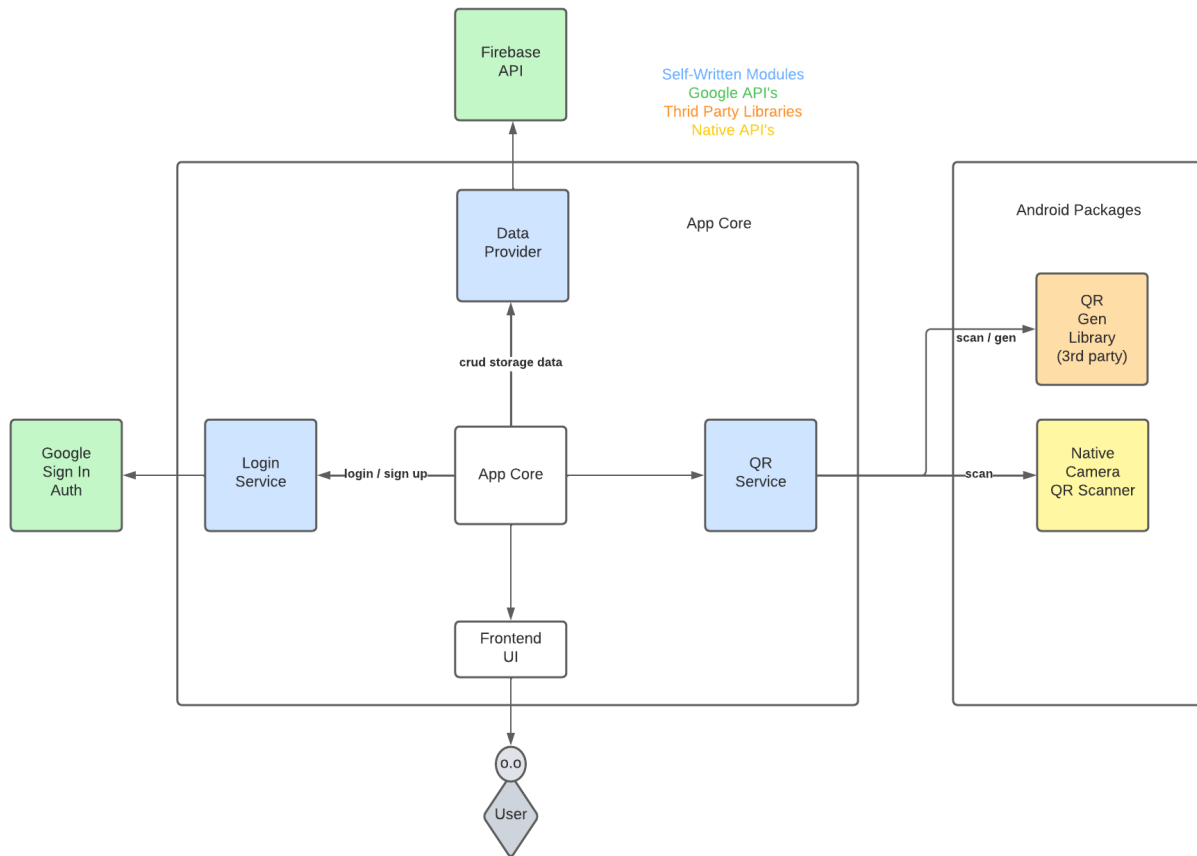 Firebase
API
Self-Written Modules
Google API's
Thrid Party Libraries
Native API's
App Core
Android Packages
Data
Provider
QR
Gen
Library
(3rd party)
scan / gen
crud storage data
Google
Sign In
Auth
Login
Service
login / sign up
App Core
QR
Service
scan
Native
Camera
QR Scanner
Frontend
UI
o.o
User